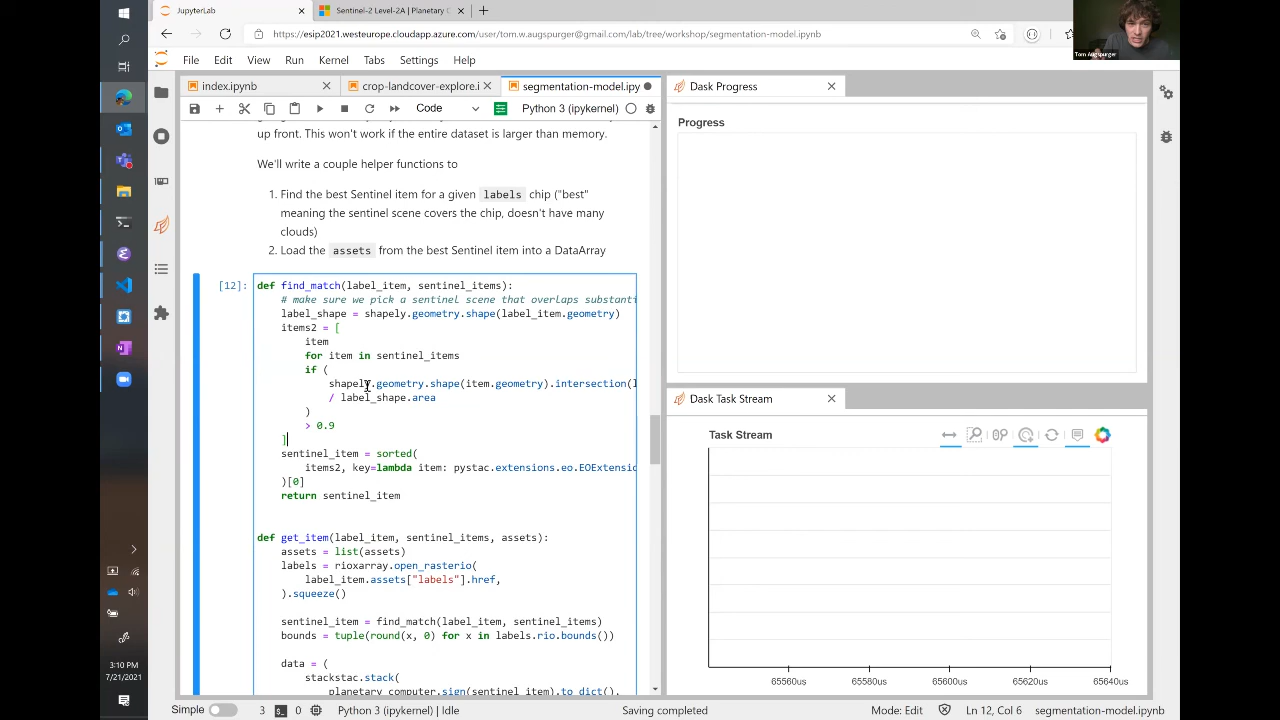 JupyterLab
Sentinel-2 Level-2A | Planetary
https://esip2021.westeurope.cloudapp.azure.com/user/tom.w.augspurger@gmail.com/lab/tree/workshop/segmentation-model.ipynb
Tom Augspurger
File Edit View Run Kernel Tabs Settings Help
index.ipynb
crop-landcover-explore.i
segmentation-model.ipy
Dask Progress
Code
Python 3 (ipykernel)
up front. This won't work if the entire dataset is larger than memory.
We'll write a couple helper functions to
1. Find the best Sentinel item for a given labels chip ("best"
meaning the sentinel scene covers the chip, doesn't have many
clouds)
2. Load the assets from the best Sentinel item into a DataArray
[12]:
def find_match(label_item, sentinel_items):
# make sure we pick a sentinel scene that overlaps substanti
label_shape = shapely.geometry.shape(label_item.geometry)
items2 = [
item
for item in sentinel_items
if (
shapely.geometry.shape(item.geometry).intersection(l
/ label_shape.area
)
> 0.9
]
sentinel_item = sorted(
items2, key=lambda item: pystac.extensions.eo.EOExtensio
)[0]
return sentinel_item
def get_item(label_item, sentinel_items, assets):
assets = list(assets)
labels = rioxarray.open_rasterio(
label_item.assets["labels"].href,
).squeeze()
sentinel_item = find_match(label_item, sentinel_items)
bounds = tuple(round(x, 0) for x in labels.rio.bounds())
data = (
stackstac.stack(
planetary_computer.sign(sentinel_item).to_dict(),
Progress
Dask Task Stream
Task Stream
65560us 65580us 65600us 65620us 65640us
3:10 PM
7/21/2021
Simple 3 0 Python 3 (ipykernel) | Idle Saving completed Mode: Edit Ln 12, Col 6 segmentation-model.ipynb